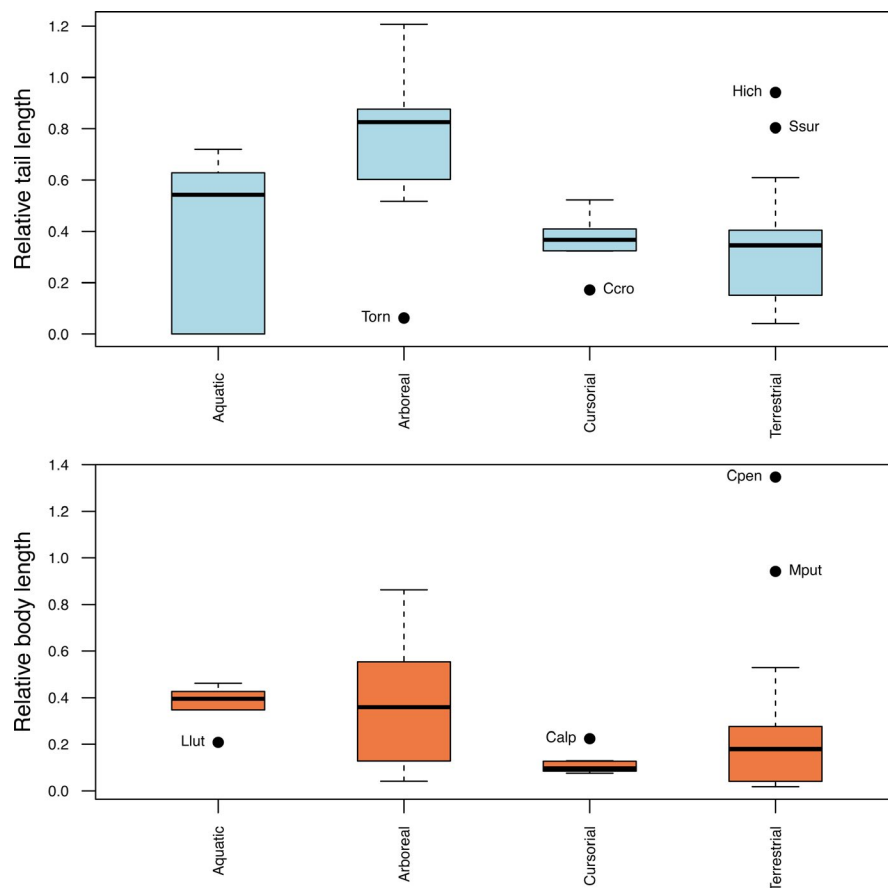 Relative tail length
1.2
1.0
0.8
0.6
0.4
0.2
0.0
Hich
Ssur
Ccro
Torn
Aquatic
Arboreal
Cursorial
Terrestrial
Relative body length
1.4
1.2
1.0
0.8
0.6
0.4
0.2
0.0
Cpen
Mput
Llut
Calp
Aquatic
Arboreal
Cursorial
Terrestrial